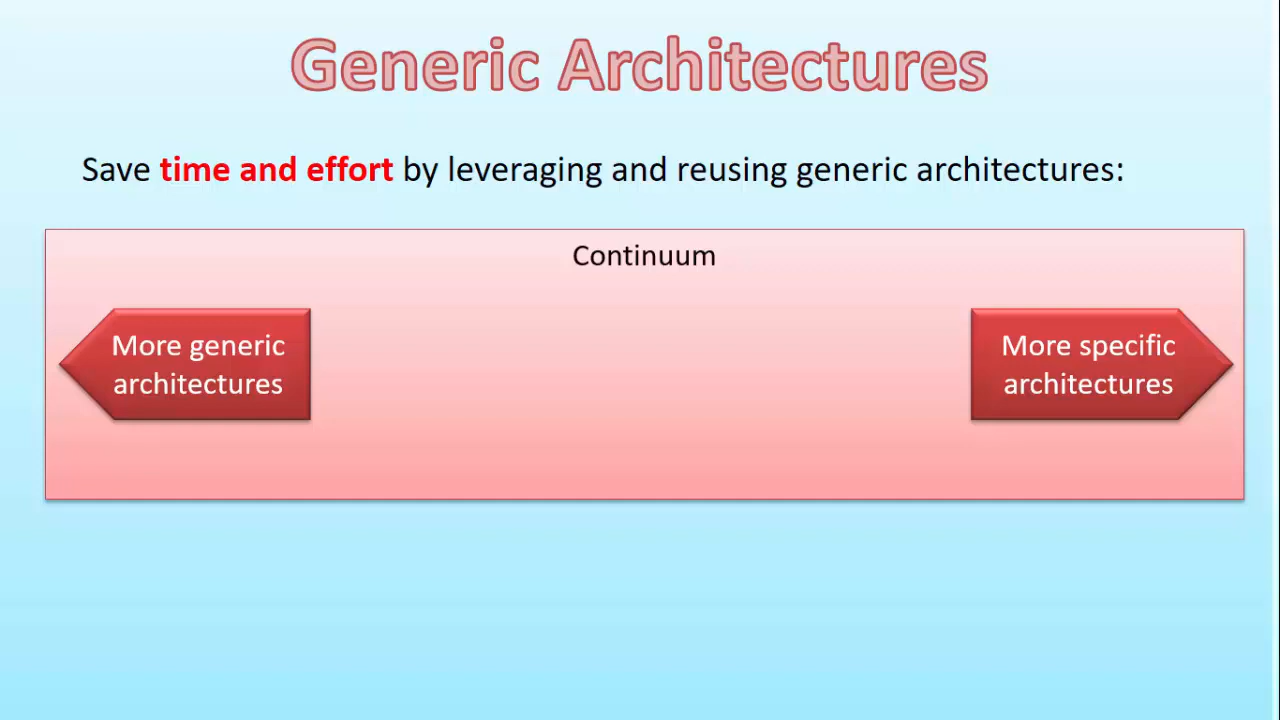 Generic Architectures
Save time and effort by leveraging and reusing generic architectures:
Continuum
More generic
architectures
More specific
architectures